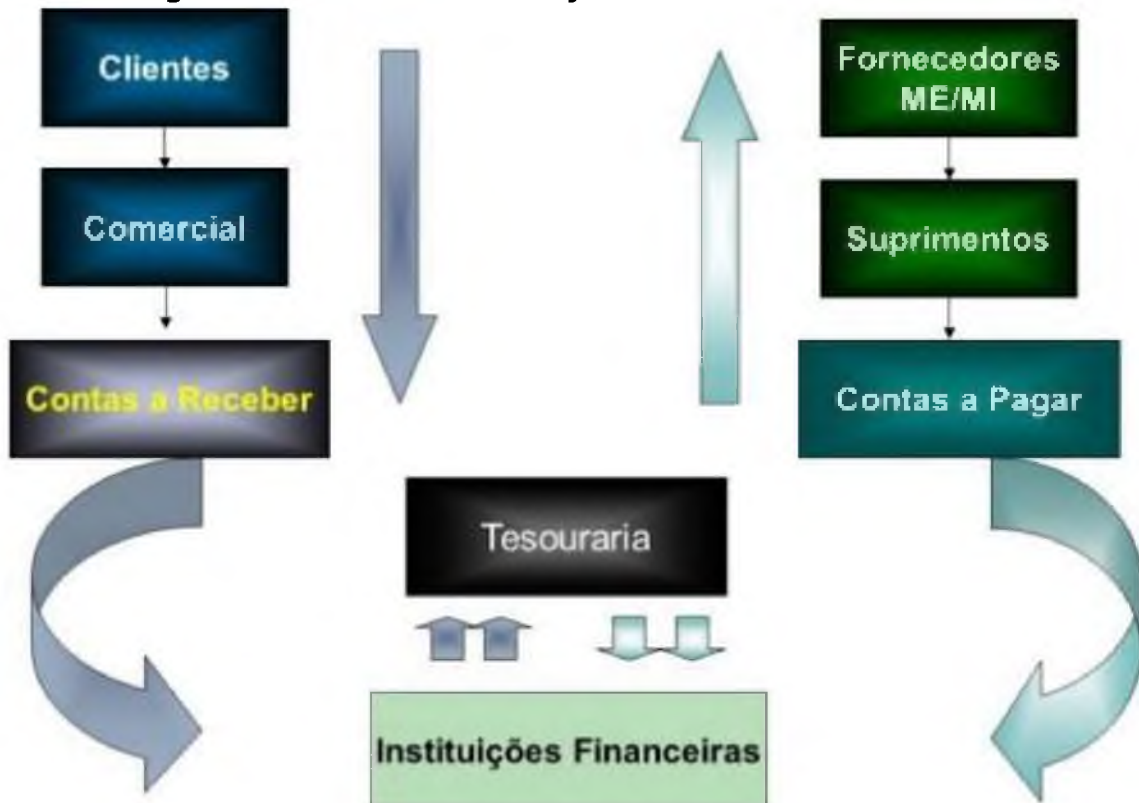 Clientes
Fornecedores
ME/MI
Comercial
Suprimentos
Contas a Receber
Contas a Pagar
Tesouraria
Instituições Financeiras